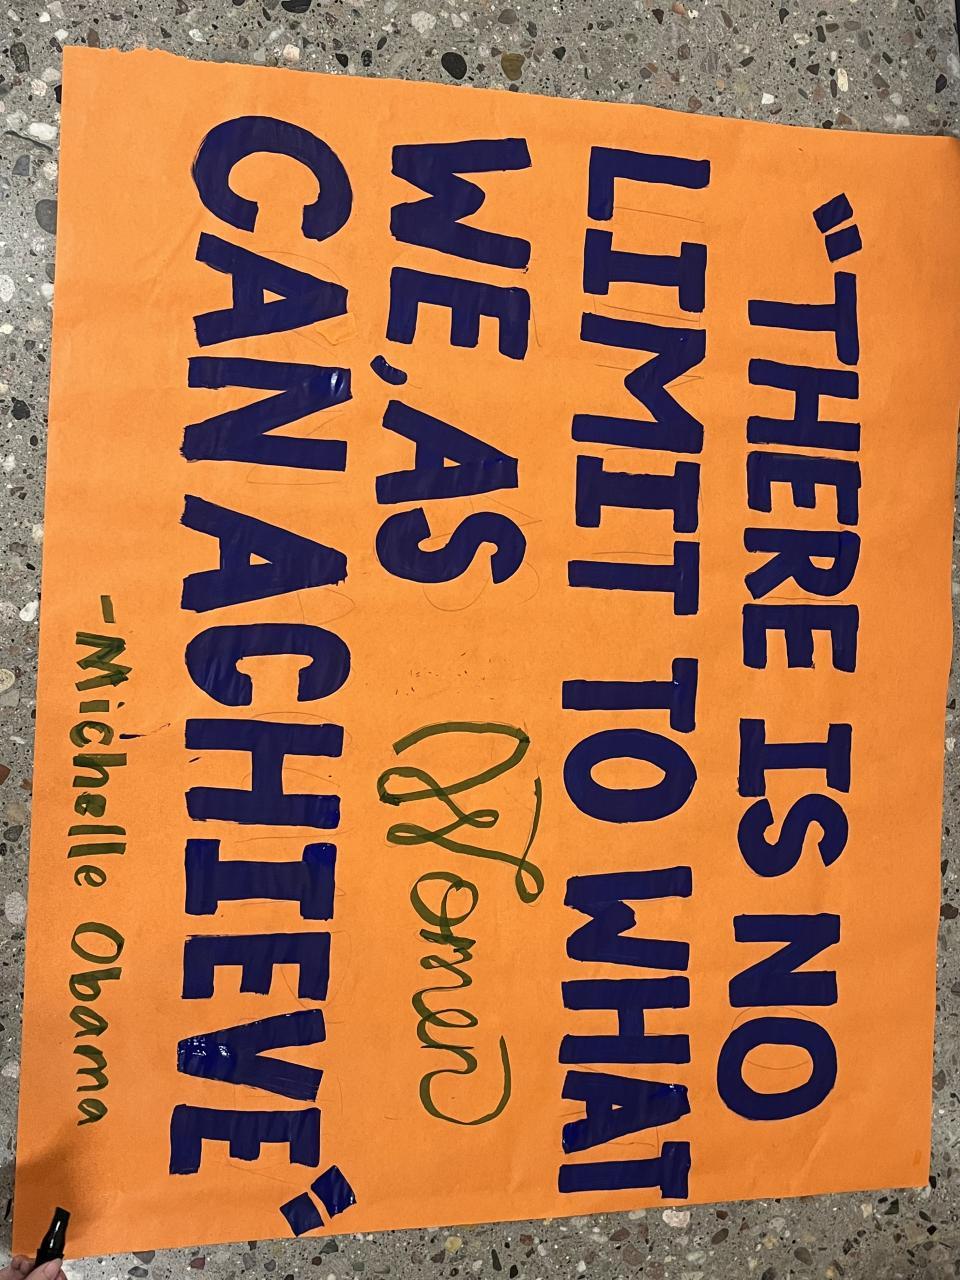 "THERE IS NO
LIMIT TO WHAT
WE, AS Women
CAN ACHIEVE"
-Michelle Obama